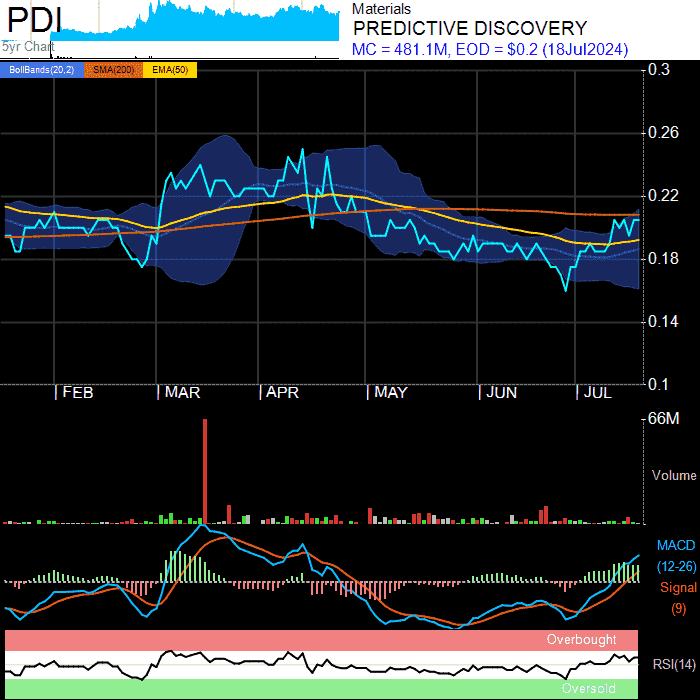 PDI
5yr Chart
Materials
PREDICTIVE DISCOVERY
MC = 481.1M, EOD = $0.2 (18Jul2024)
BollBands(20,2) SMA(200) EMA(50)
0.3
0.26
0.22
0.18
0.14
0.1
FEB MAR APR MAY JUN JUL
66M
Volume
MACD
(12-26)
Signal
(9)
Overbought
RSI(14)
Oversold